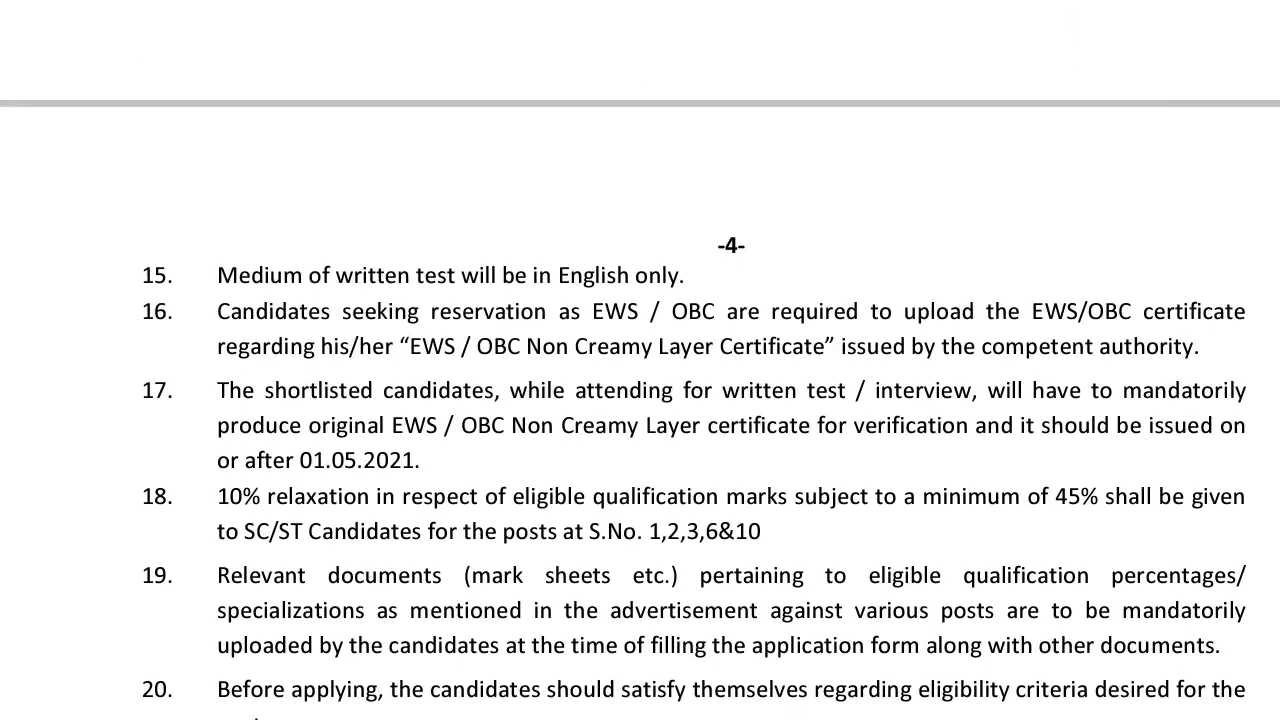 -4-
15. Medium of written test will be in English only.
16. Candidates seeking reservation as EWS / OBC are required to upload the EWS/OBC certificate
regarding his/her “EWS / OBC Non Creamy Layer Certificate” issued by the competent authority.
17. The shortlisted candidates, while attending for written test / interview, will have to mandatorily
produce original EWS / OBC Non Creamy Layer certificate for verification and it should be issued on
or after 01.05.2021.
18. 10% relaxation in respect of eligible qualification marks subject to a minimum of 45% shall be given
to SC/ST Candidates for the posts at S.No. 1,2,3,6&10
19. Relevant documents (mark sheets etc.) pertaining to eligible qualification percentages/
specializations as mentioned in the advertisement against various posts are to be mandatorily
uploaded by the candidates at the time of filling the application form along with other documents.
20. Before applying, the candidates should satisfy themselves regarding eligibility criteria desired for the